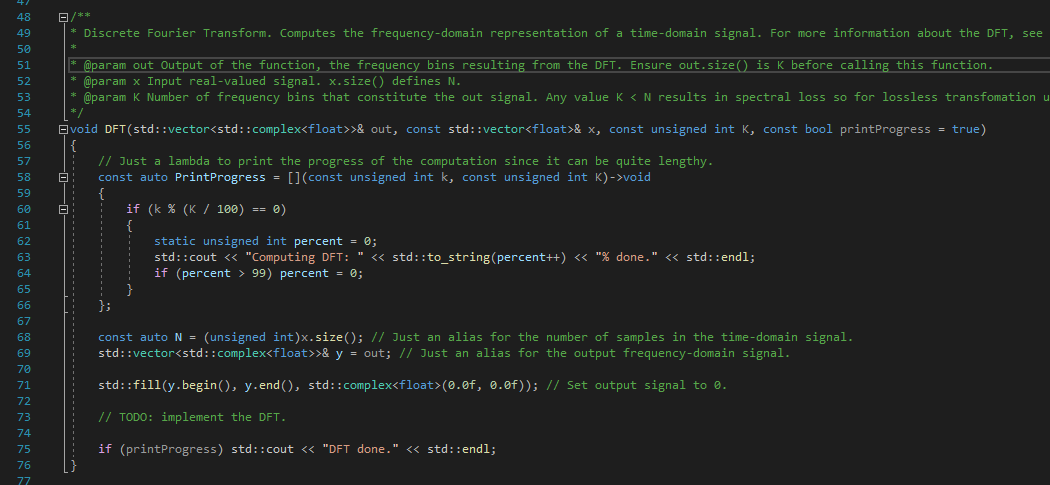 47
48 /**
49 * Discrete Fourier Transform. Computes the frequency-domain representation of a time-domain signal. For more information about the DFT, see
50 *
51 * @param out Output of the function, the frequency bins resulting from the DFT. Ensure out.size() is K before calling this function.
52 * @param x Input real-valued signal. x.size() defines N.
53 * @param K Number of frequency bins that constitute the out signal. Any value K < N results in spectral loss so for lossless transfomation u
54 */
55 void DFT(std::vector<std::complex<float>>& out, const std::vector<float>& x, const unsigned int K, const bool printProgress = true)
56 {
57 // Just a lambda to print the progress of the computation since it can be quite lengthy.
58 const auto PrintProgress = [](const unsigned int k, const unsigned int K)->void
59 {
60 if (k % (K / 100) == 0)
61 {
62 static unsigned int percent = 0;
63 std::cout << "Computing DFT: " << std::to_string(percent++) << "% done." << std::endl;
64 if (percent > 99) percent = 0;
65 }
66 };
67
68 const auto N = (unsigned int)x.size(); // Just an alias for the number of samples in the time-domain signal.
69 std::vector<std::complex<float>>& y = out; // Just an alias for the output frequency-domain signal.
70
71 std::fill(y.begin(), y.end(), std::complex<float>(0.0f, 0.0f)); // Set output signal to 0.
72
73 // TODO: implement the DFT.
74
75 if (printProgress) std::cout << "DFT done." << std::endl;
76 }
77